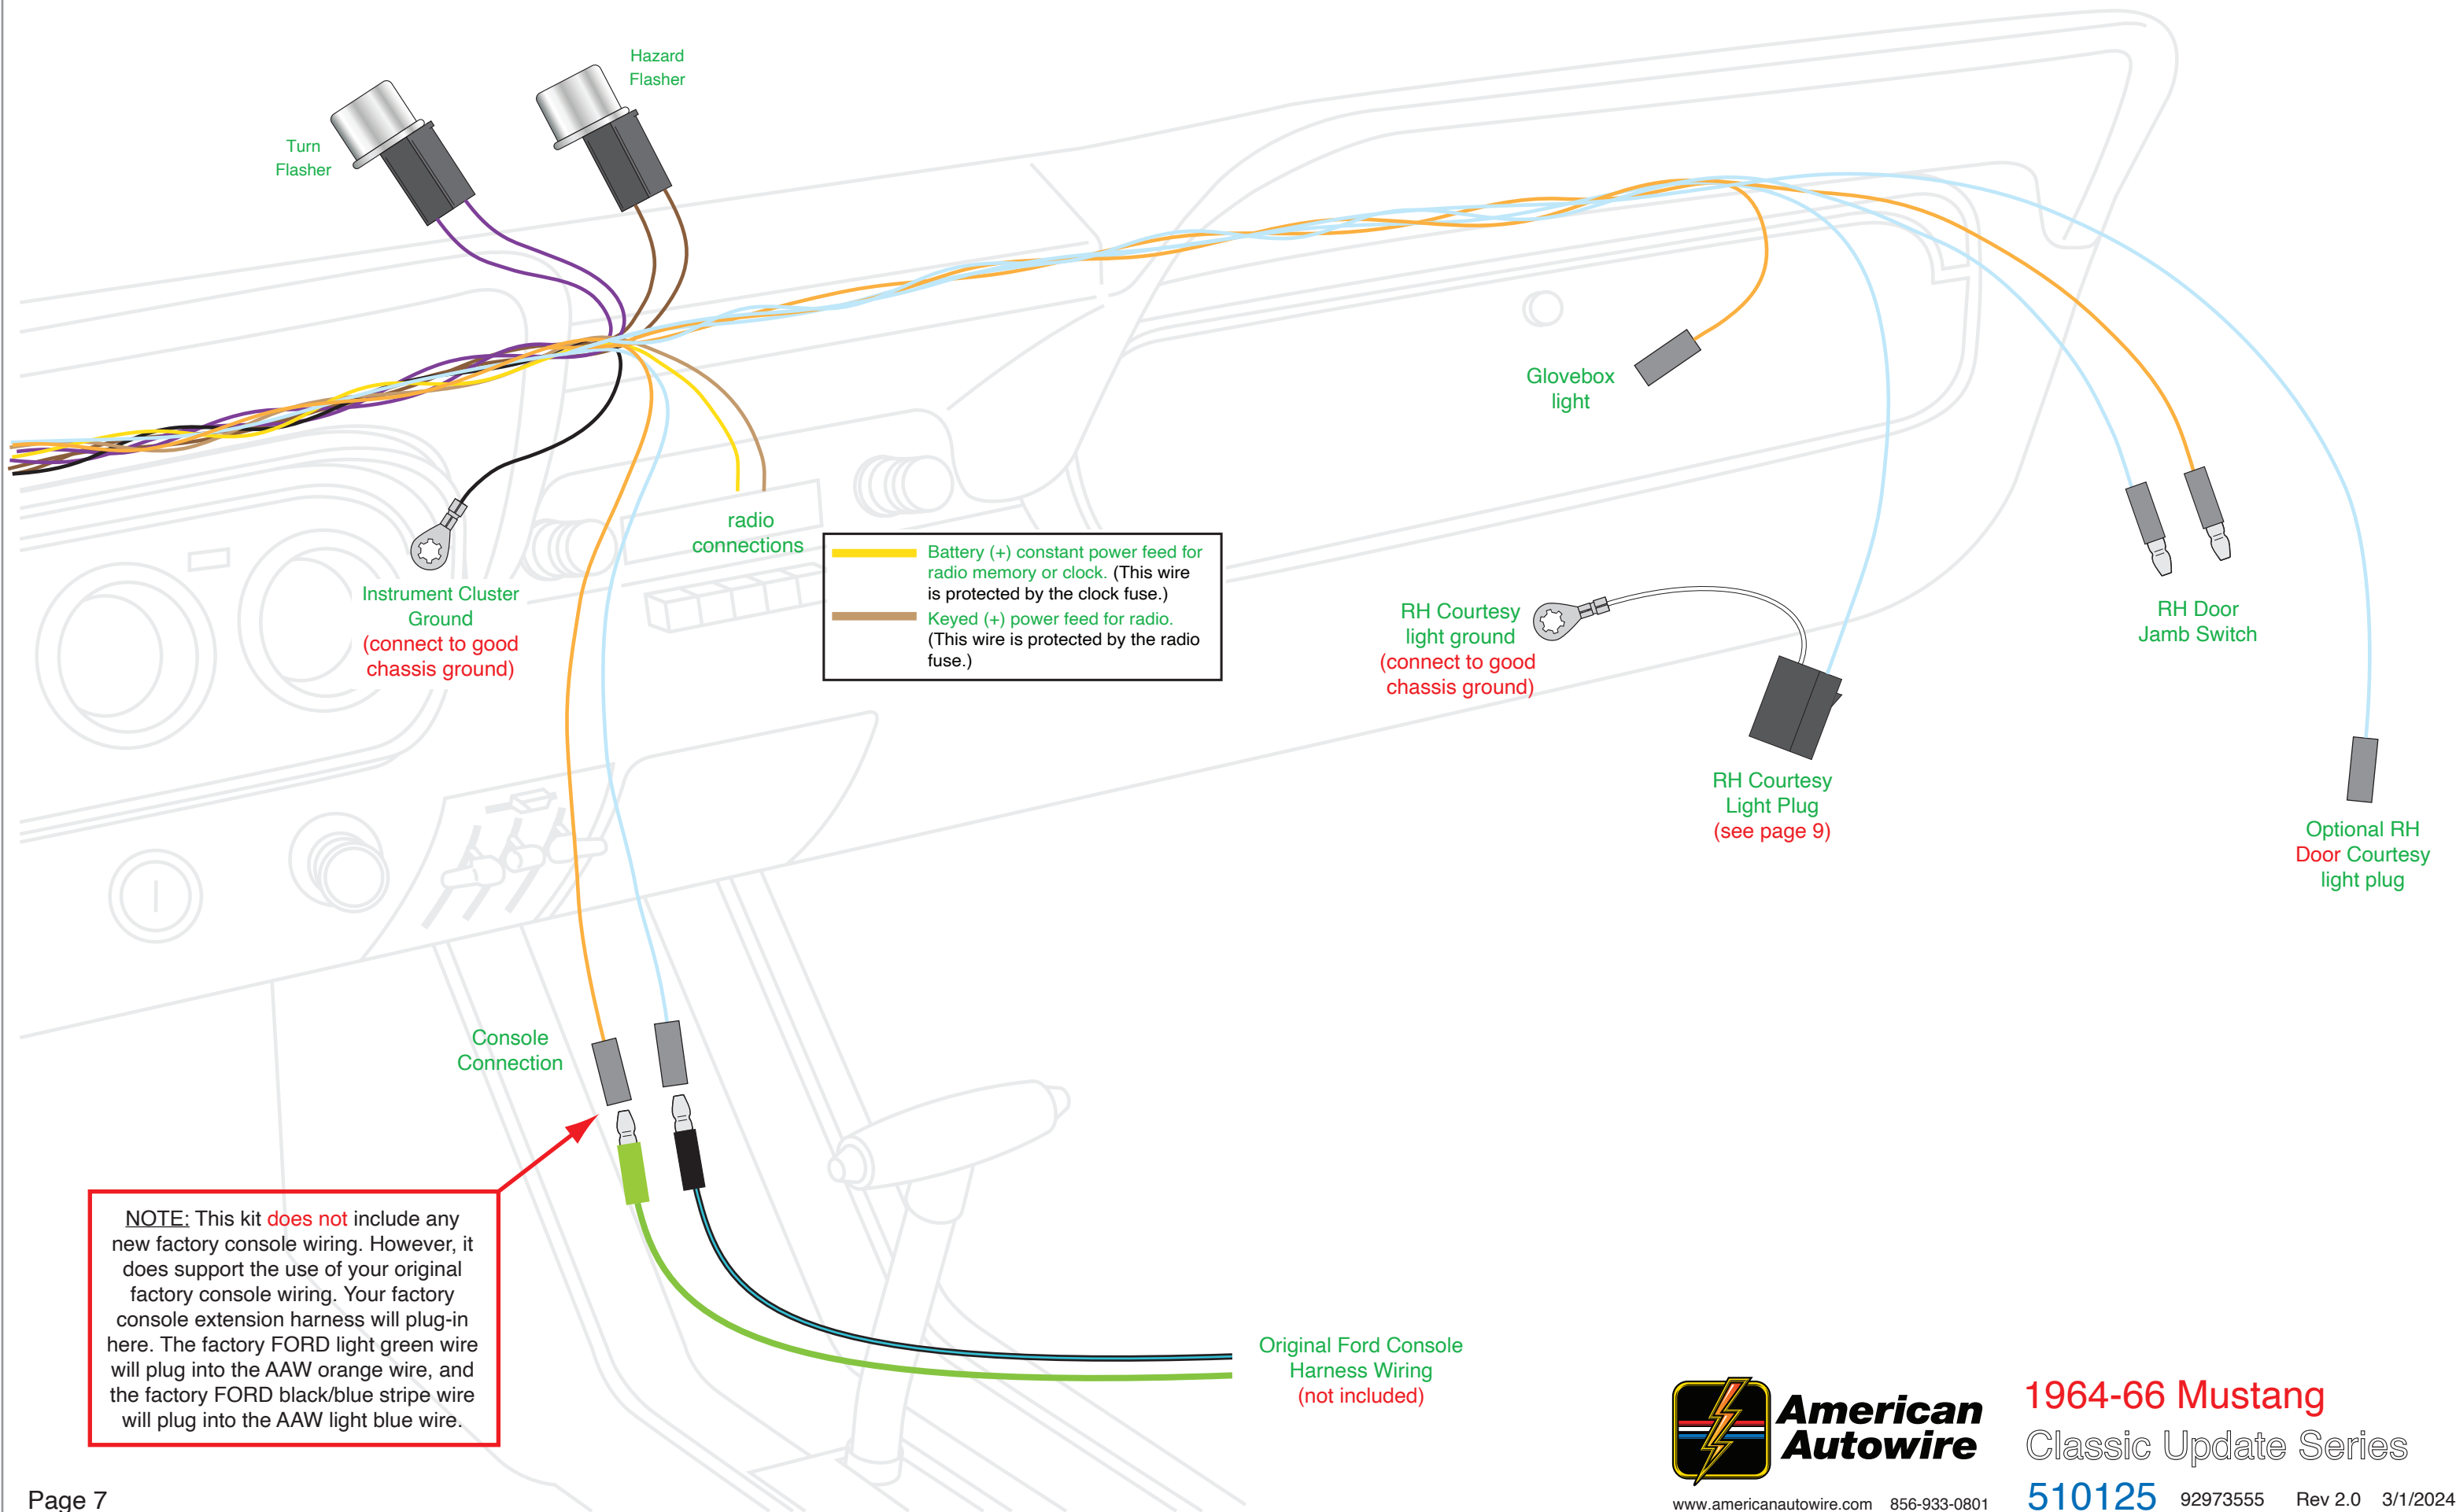 Hazard
Flasher
Turn
Flasher
Glovebox
light
radio
connections
Battery (+) constant power feed for
radio memory or clock. (This wire
is protected by the clock fuse.)
Keyed (+) power feed for radio.
(This wire is protected by the radio
fuse.)
Instrument Cluster
Ground
(connect to good
chassis ground)
RH Courtesy
light ground
(connect to good
chassis ground)
RH Door
Jamb Switch
RH Courtesy
Light Plug
(see page 9)
Optional RH
Door Courtesy
light plug
Console
Connection
NOTE: This kit does not include any
new factory console wiring. However, it
does support the use of your original
factory console wiring. Your factory
console extension harness will plug-in
here. The factory FORD light green wire
will plug into the AAW orange wire, and
the factory FORD black/blue stripe wire
will plug into the AAW light blue wire.
Original Ford Console
Harness Wiring
(not included)
American
Autowire
www.americanautowire.com 856-933-0801
1964-66 Mustang
Classic Update Series
510125 92973555 Rev 2.0 3/1/2024
Page 7